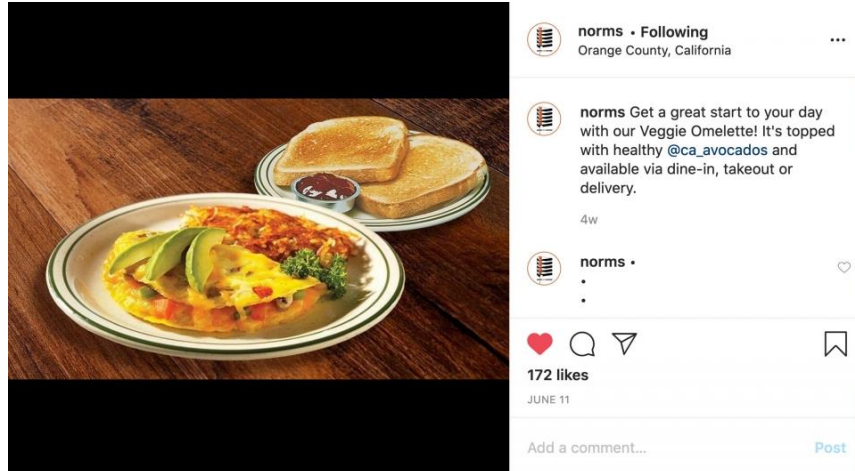 norms • Following
Orange County, California
norms Get a great start to your day
with our Veggie Omelette! It's topped
with healthy @ca_avocados and
available via dine-in, takeout or
delivery.
4w
norms •
•
•
172 likes
JUNE 11
Add a comment...
Post